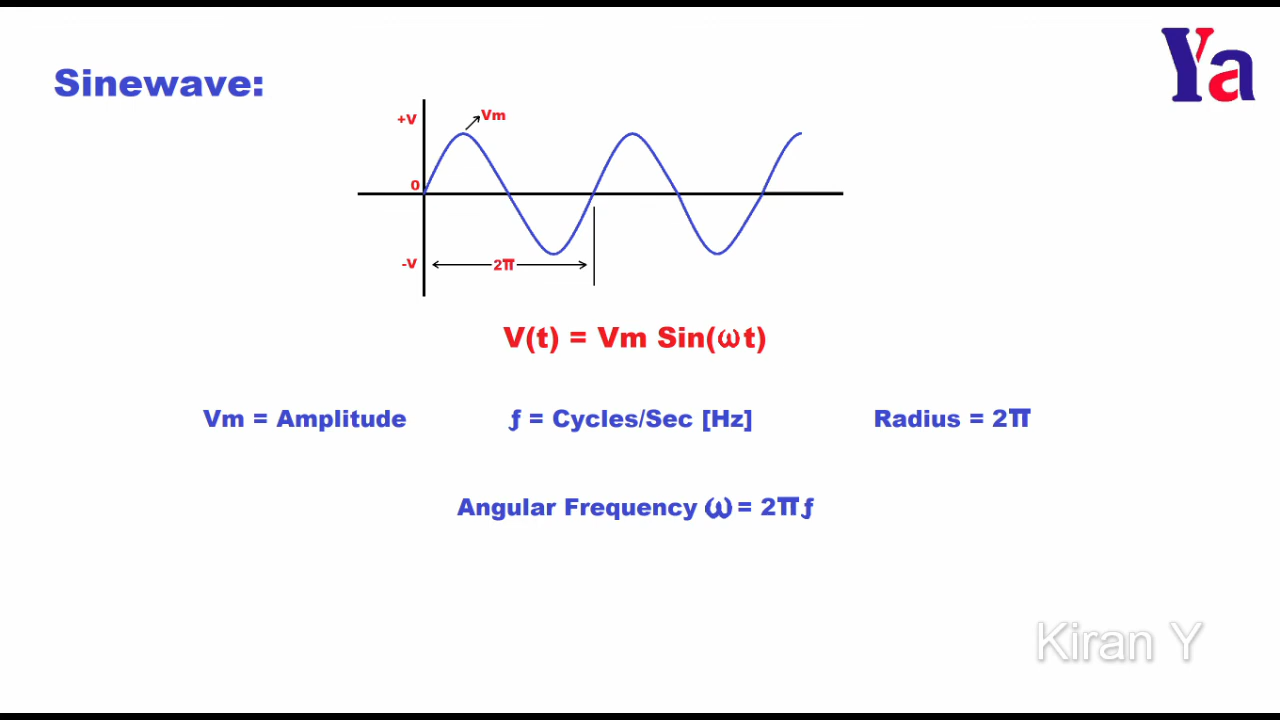 Ya
Sinewave:
+V
Vm
0
-V
2π
V(t) = Vm Sin(ωt)
Vm = Amplitude
ƒ = Cycles/Sec [Hz]
Radius = 2π
Angular Frequency ω = 2πƒ
Kiran Y